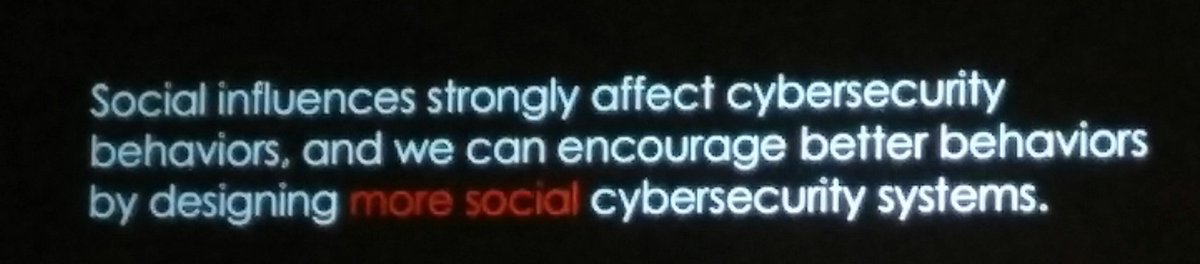 Social influences strongly affect cybersecurity
behaviors, and we can encourage better behaviors
by designing more social cybersecurity systems.